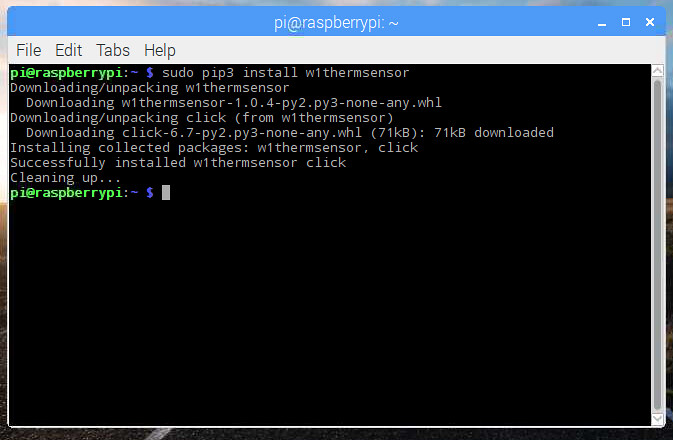 pi@raspberrypi: ~
File Edit Tabs Help
pi@raspberrypi:~ $ sudo pip3 install w1thermsensor
Downloading/unpacking w1thermsensor
  Downloading w1thermsensor-1.0.4-py2.py3-none-any.whl
Downloading/unpacking click (from w1thermsensor)
  Downloading click-6.7-py2.py3-none-any.whl (71kB): 71kB downloaded
Installing collected packages: w1thermsensor, click
Successfully installed w1thermsensor click
Cleaning up...
pi@raspberrypi:~ $